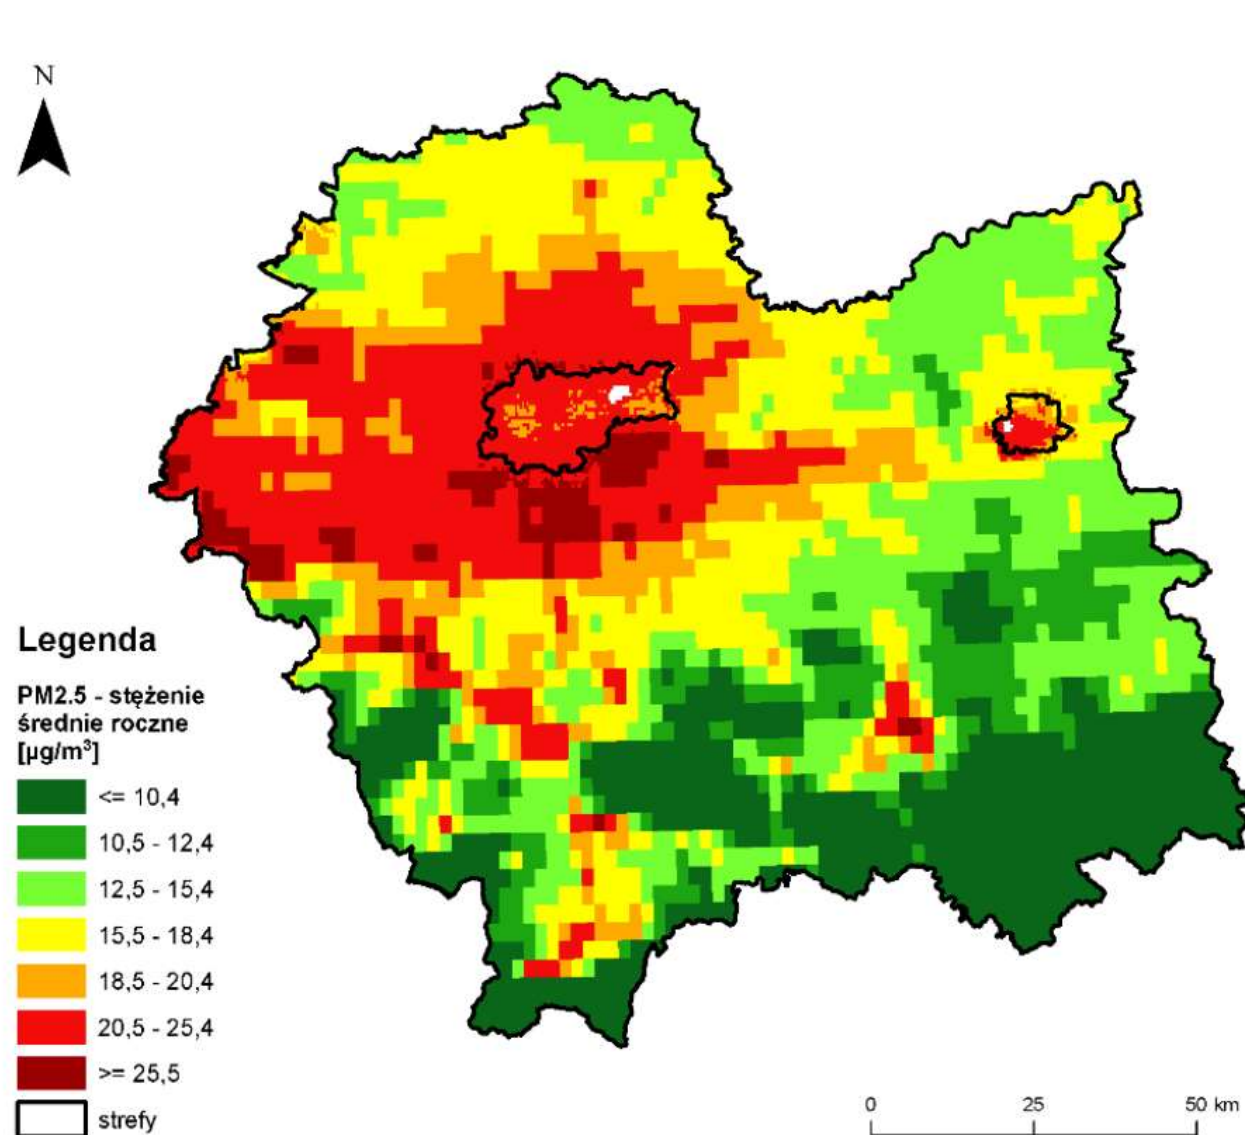 N
Legenda
PM2.5 - stężenie
średnie roczne
[µg/m³]
<= 10,4
10,5 - 12,4
12,5 - 15,4
15,5 - 18,4
18,5 - 20,4
20,5 - 25,4
>= 25,5
strefy
0 25 50 km